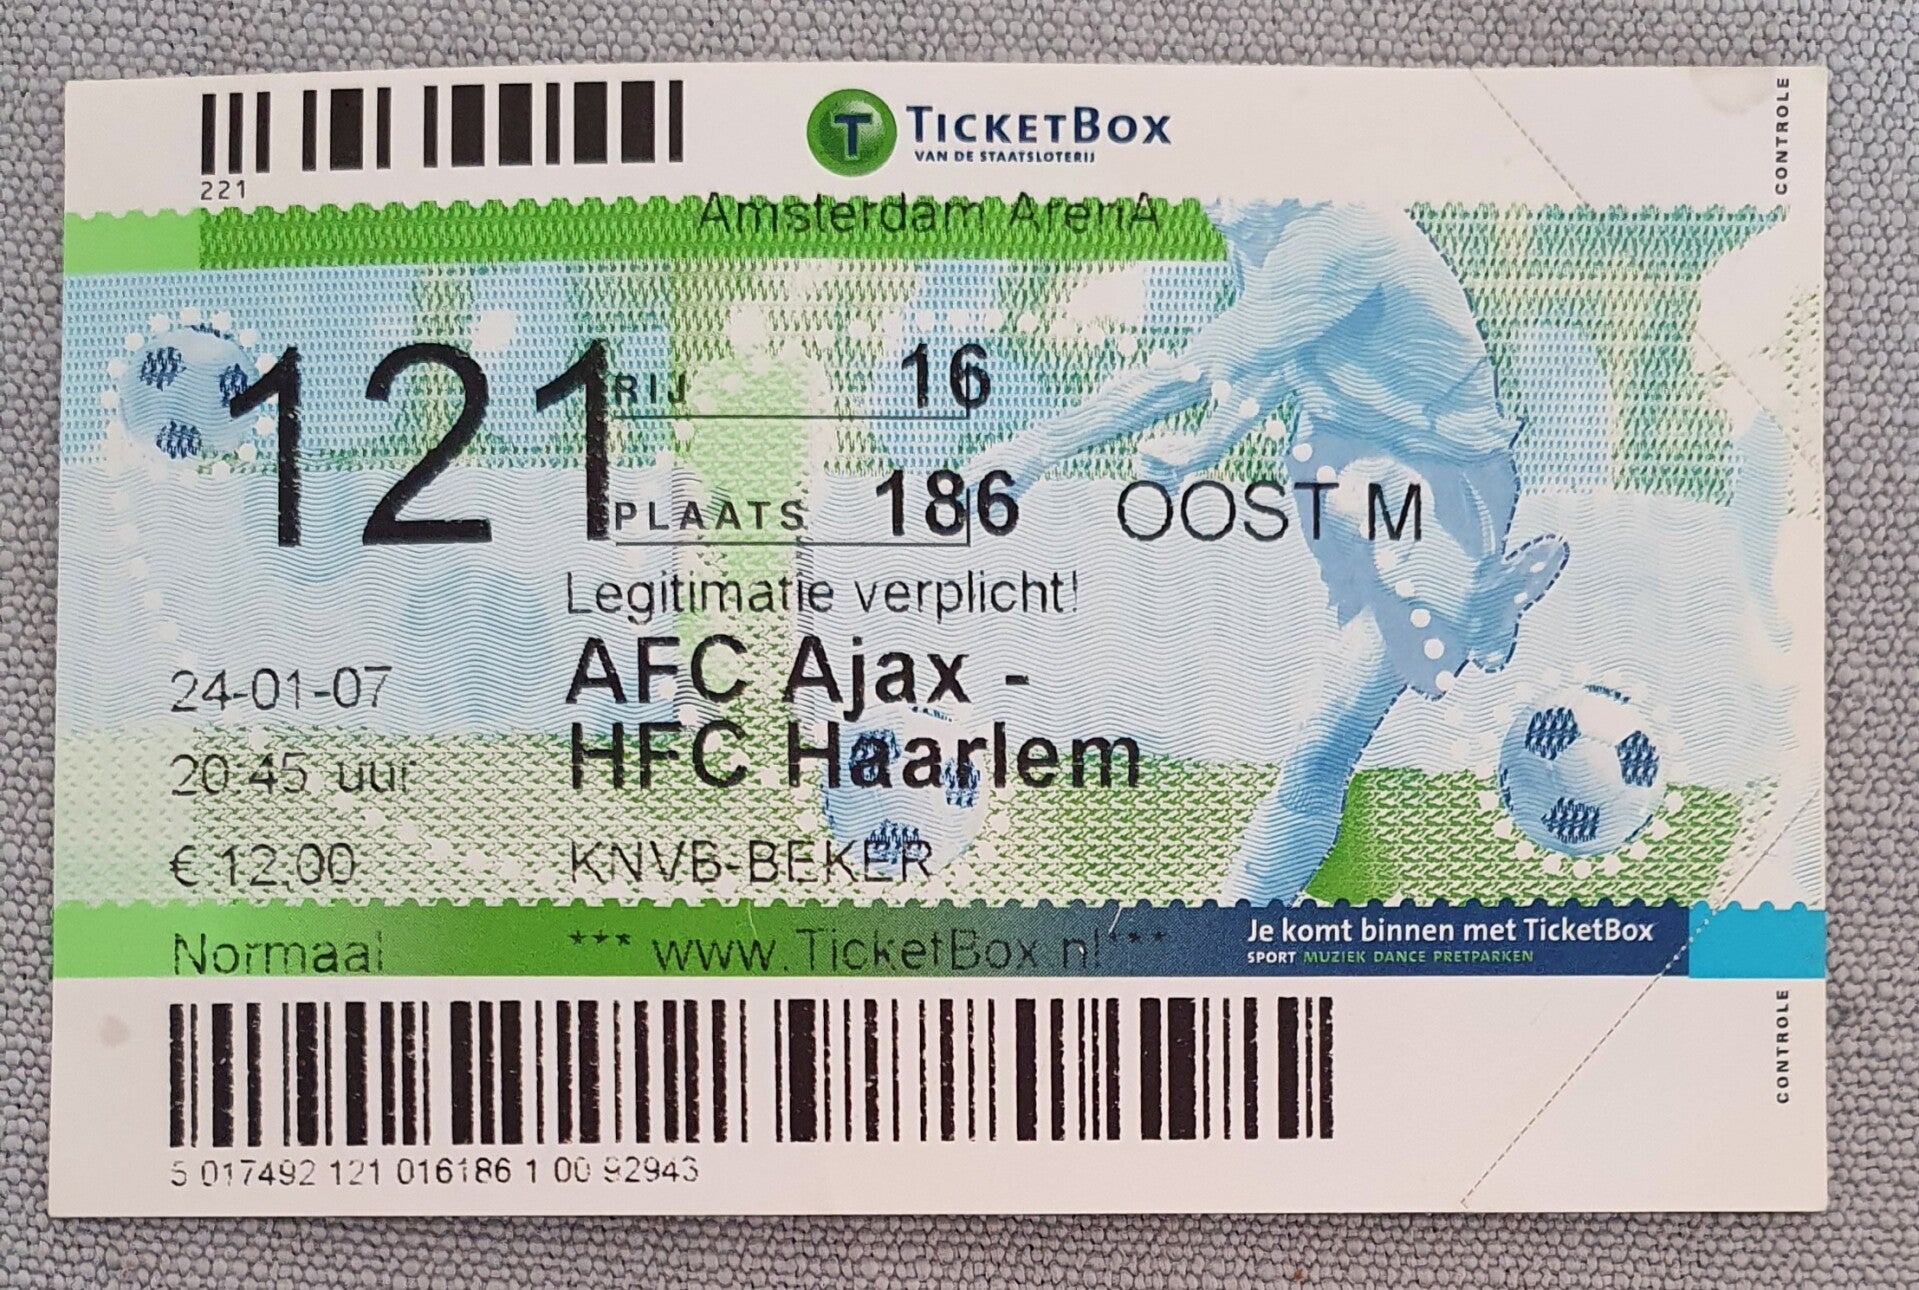 TICKETBOX
VAN DE STAATSLOTERIJ
CONTROLE
221
Amsterdam ArenA
121
RIJ 16
PLAATS 186 OOST M
Legitimatie verplicht!
24-01-07 AFC Ajax -
20:45 uur HFC Haarlem
€ 12,00 KNVB-BEKER
Normaal *** www.TicketBox.nl***
Je komt binnen met TicketBox
SPORT MUZIEK DANCE PRETPARKEN
CONTROLE
5 017492 121 016186 1 00 92943